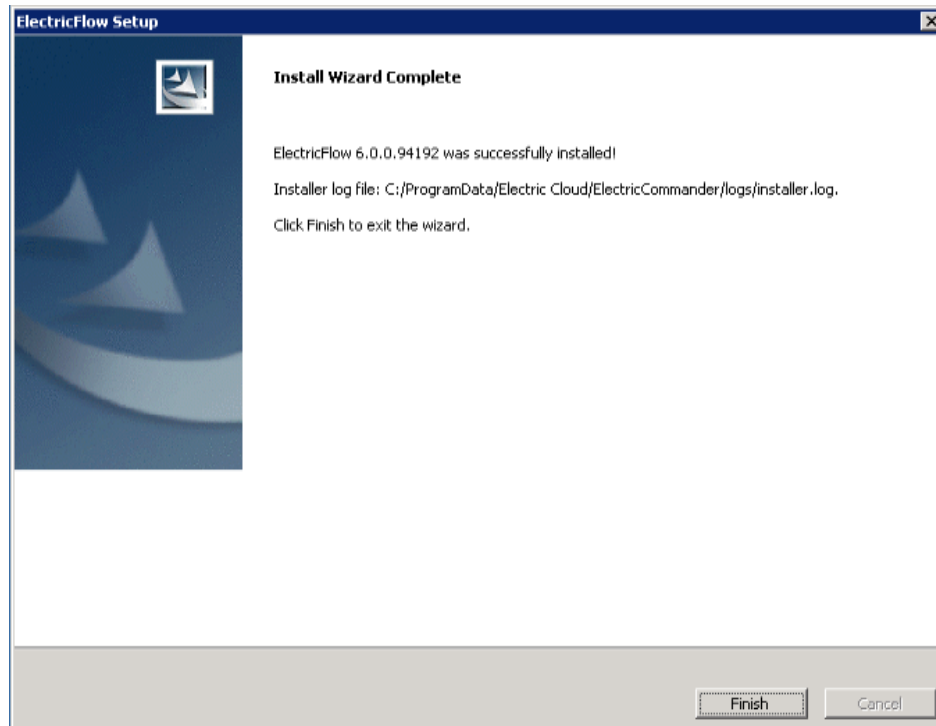 ElectricFlow Setup
Install Wizard Complete
ElectricFlow 6.0.0.94192 was successfully installed!
Installer log file: C:/ProgramData/Electric Cloud/ElectricCommander/logs/installer.log.
Click Finish to exit the wizard.
Finish Cancel